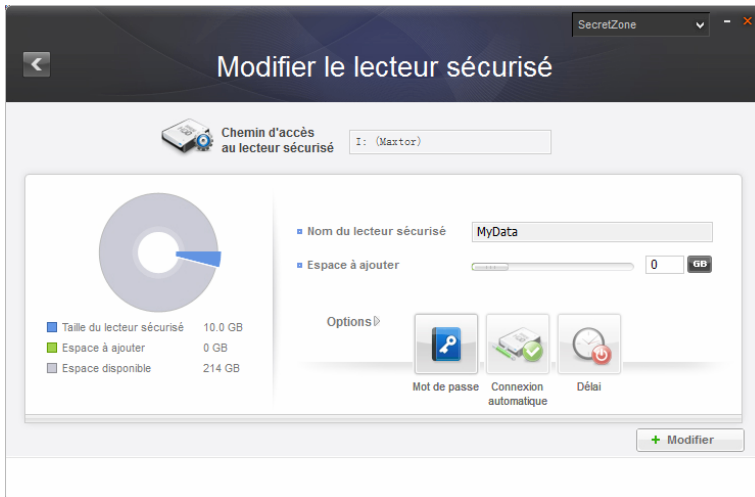 SecretZone
Modifier le lecteur sécurisé
Chemin d'accès
au lecteur sécurisé
I: (Maxtor)
Nom du lecteur sécurisé
MyData
Espace à ajouter
0
GB
Taille du lecteur sécurisé 10.0 GB
Espace à ajouter 0 GB
Espace disponible 214 GB
Options
Mot de passe
Connexion
automatique
Délai
+ Modifier